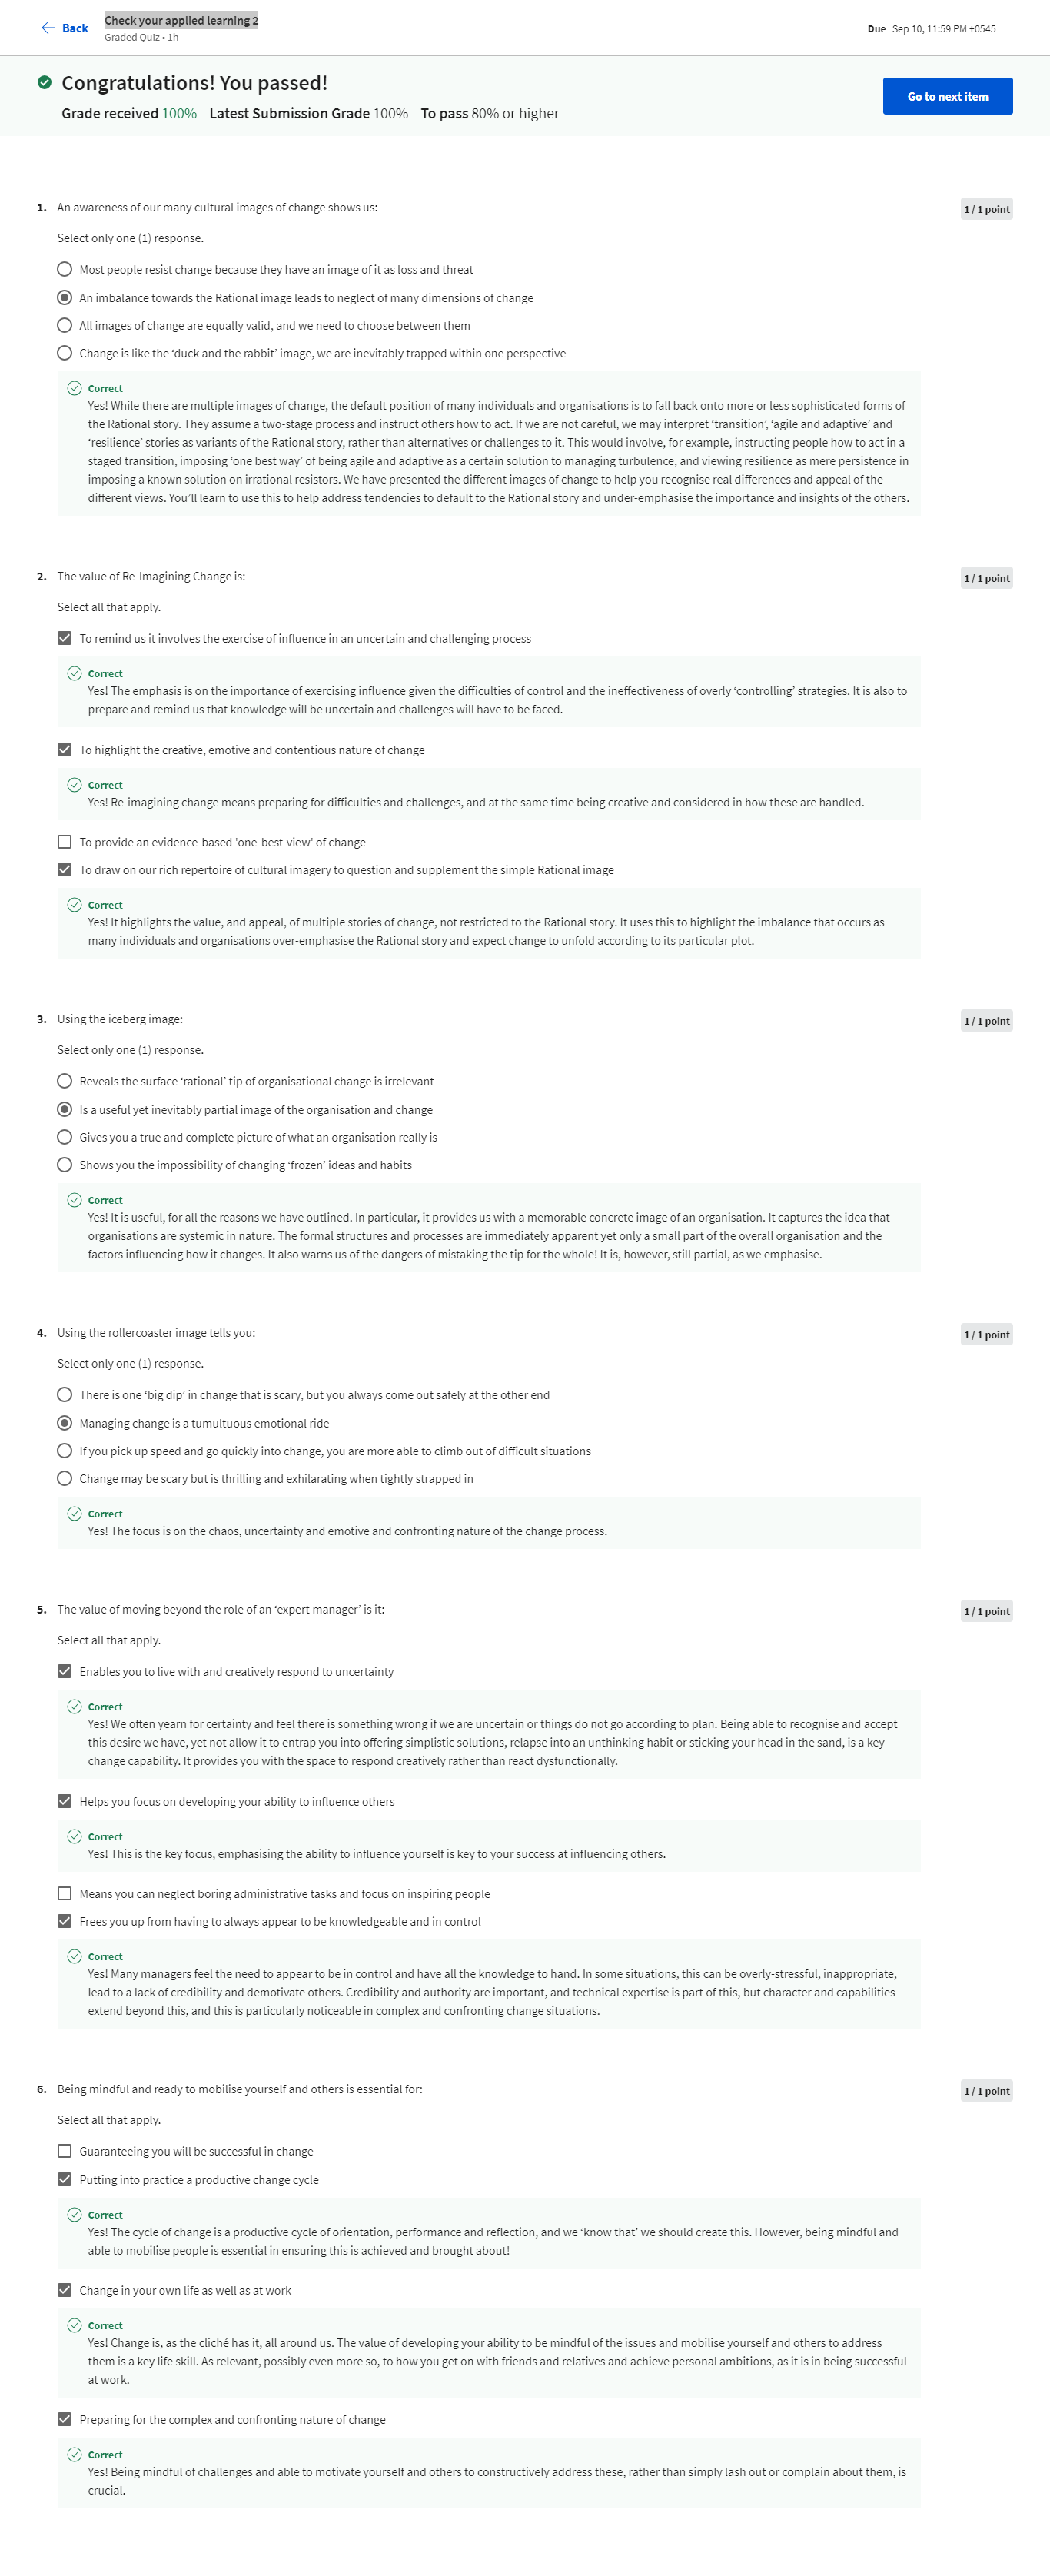 Back
Check your applied learning 2
Graded Quiz • 1h
Due Sep 10, 11:59 PM +0545
Congratulations! You passed!
Grade received 100% Latest Submission Grade 100% To pass 80% or higher
Go to next item
1. An awareness of our many cultural images of change shows us:
1 / 1 point
Select only one (1) response.
Most people resist change because they have an image of it as loss and threat
An imbalance towards the Rational image leads to neglect of many dimensions of change
All images of change are equally valid, and we need to choose between them
Change is like the ‘duck and the rabbit’ image, we are inevitably trapped within one perspective
Correct
Yes! While there are multiple images of change, the default position of many individuals and organisations is to fall back onto more or less sophisticated forms of
the Rational story. They assume a two-stage process and instruct others how to act. If we are not careful, we may interpret ‘transition’, ‘agile and adaptive’ and
‘resilience’ stories as variants of the Rational story, rather than alternatives or challenges to it. This would involve, for example, instructing people how to act in a
staged transition, imposing ‘one best way’ of being agile and adaptive as a certain solution to managing turbulence, and viewing resilience as mere persistence in
imposing a known solution on irrational resistors. We have presented the different images of change to help you recognise real differences and appeal of the
different views. You’ll learn to use this to help address tendencies to default to the Rational story and under-emphasise the importance and insights of the others.
2. The value of Re-Imagining Change is:
1 / 1 point
Select all that apply.
To remind us it involves the exercise of influence in an uncertain and challenging process
Correct
Yes! The emphasis is on the importance of exercising influence given the difficulties of control and the ineffectiveness of overly ‘controlling’ strategies. It is also to
prepare and remind us that knowledge will be uncertain and challenges will have to be faced.
To highlight the creative, emotive and contentious nature of change
Correct
Yes! Re-imagining change means preparing for difficulties and challenges, and at the same time being creative and considered in how these are handled.
To provide an evidence-based 'one-best-view' of change
To draw on our rich repertoire of cultural imagery to question and supplement the simple Rational image
Correct
Yes! It highlights the value, and appeal, of multiple stories of change, not restricted to the Rational story. It uses this to highlight the imbalance that occurs as
many individuals and organisations over-emphasise the Rational story and expect change to unfold according to its particular plot.
3. Using the iceberg image:
1 / 1 point
Select only one (1) response.
Reveals the surface ‘rational’ tip of organisational change is irrelevant
Is a useful yet inevitably partial image of the organisation and change
Gives you a true and complete picture of what an organisation really is
Shows you the impossibility of changing ‘frozen’ ideas and habits
Correct
Yes! It is useful, for all the reasons we have outlined. In particular, it provides us with a memorable concrete image of an organisation. It captures the idea that
organisations are systemic in nature. The formal structures and processes are immediately apparent yet only a small part of the overall organisation and the
factors influencing how it changes. It also warns us of the dangers of mistaking the tip for the whole! It is, however, still partial, as we emphasise.
4. Using the rollercoaster image tells you:
1 / 1 point
Select only one (1) response.
There is one ‘big dip’ in change that is scary, but you always come out safely at the other end
Managing change is a tumultuous emotional ride
If you pick up speed and go quickly into change, you are more able to climb out of difficult situations
Change may be scary but is thrilling and exhilarating when tightly strapped in
Correct
Yes! The focus is on the chaos, uncertainty and emotive and confronting nature of the change process.
5. The value of moving beyond the role of an ‘expert manager’ is it:
1 / 1 point
Select all that apply.
Enables you to live with and creatively respond to uncertainty
Correct
Yes! We often yearn for certainty and feel there is something wrong if we are uncertain or things do not go according to plan. Being able to recognise and accept
this desire we have, yet not allow it to entrap you into offering simplistic solutions, relapse into an unthinking habit or sticking your head in the sand, is a key
change capability. It provides you with the space to respond creatively rather than react dysfunctionally.
Helps you focus on developing your ability to influence others
Correct
Yes! This is the key focus, emphasising the ability to influence yourself is key to your success at influencing others.
Means you can neglect boring administrative tasks and focus on inspiring people
Frees you up from having to always appear to be knowledgeable and in control
Correct
Yes! Many managers feel the need to appear to be in control and have all the knowledge to hand. In some situations, this can be overly-stressful, inappropriate,
lead to a lack of credibility and demotivate others. Credibility and authority are important, and technical expertise is part of this, but character and capabilities
extend beyond this, and this is particularly noticeable in complex and confronting change situations.
6. Being mindful and ready to mobilise yourself and others is essential for:
1 / 1 point
Select all that apply.
Guaranteeing you will be successful in change
Putting into practice a productive change cycle
Correct
Yes! The cycle of change is a productive cycle of orientation, performance and reflection, and we ‘know that’ we should create this. However, being mindful and
able to mobilise people is essential in ensuring this is achieved and brought about!
Change in your own life as well as at work
Correct
Yes! Change is, as the cliché has it, all around us. The value of developing your ability to be mindful of the issues and mobilise yourself and others to address
them is a key life skill. As relevant, possibly even more so, to how you get on with friends and relatives and achieve personal ambitions, as it is in being successful
at work.
Preparing for the complex and confronting nature of change
Correct
Yes! Being mindful of challenges and able to motivate yourself and others to constructively address these, rather than simply lash out or complain about them, is
crucial.